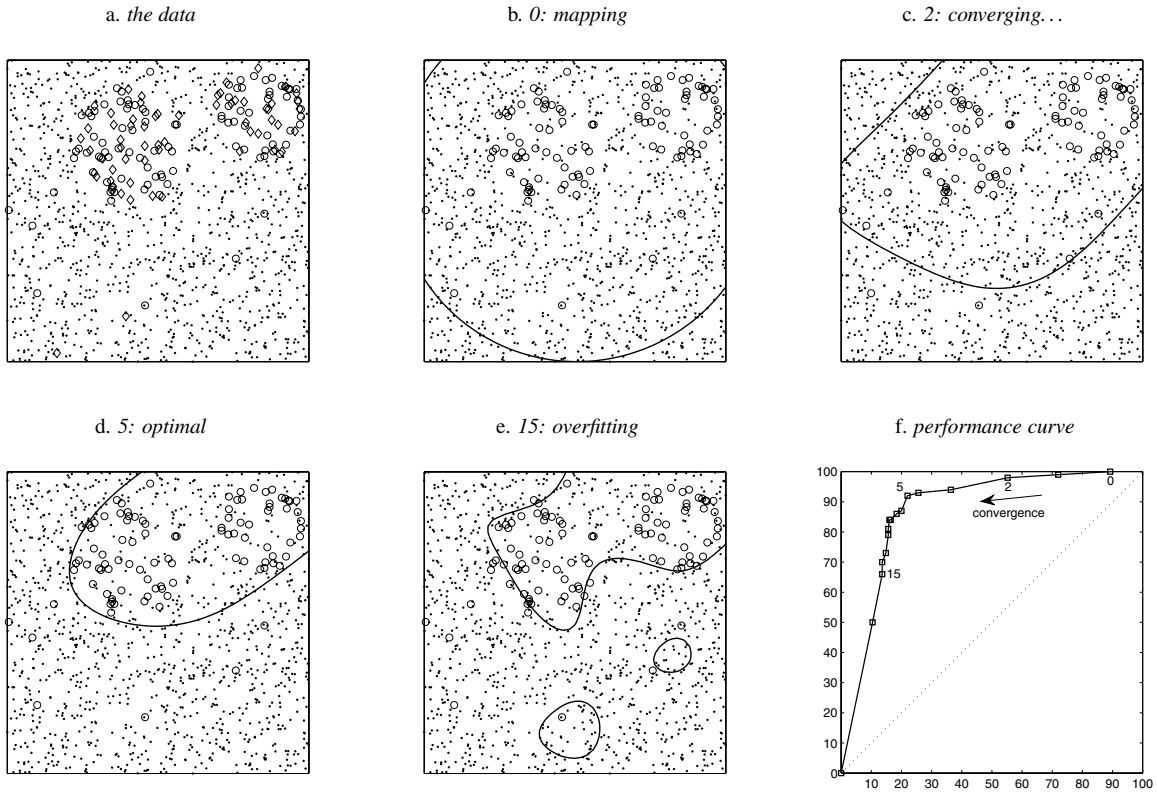 a. the data
b. 0: mapping
c. 2: converging...
d. 5: optimal
e. 15: overfitting
f. performance curve
100
90
80
70
60
50
40
30
20
10
0
10 20 30 40 50 60 70 80 90 100
5
2
0
convergence
15